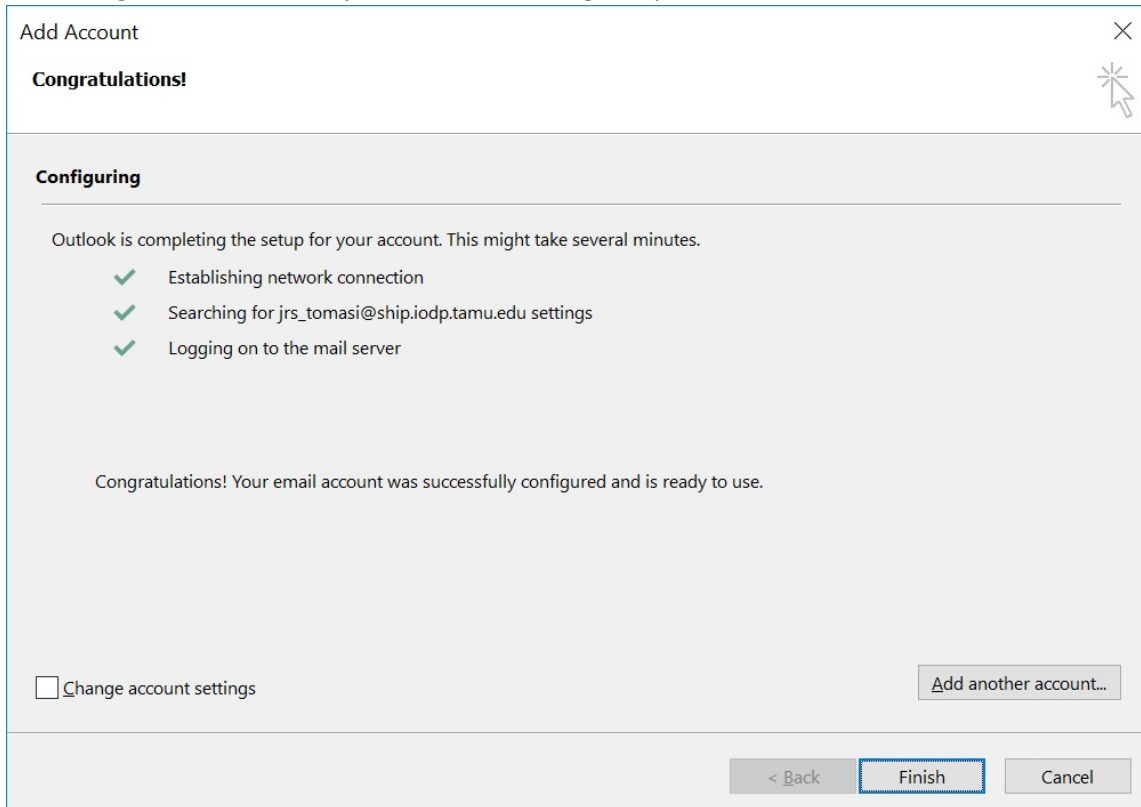 Add Account
Congratulations!
Configuring
Outlook is completing the setup for your account. This might take several minutes.
Establishing network connection
Searching for jrs_tomasi@ship.iodp.tamu.edu settings
Logging on to the mail server
Congratulations! Your email account was successfully configured and is ready to use.
Change account settings
Add another account...
< Back Finish Cancel